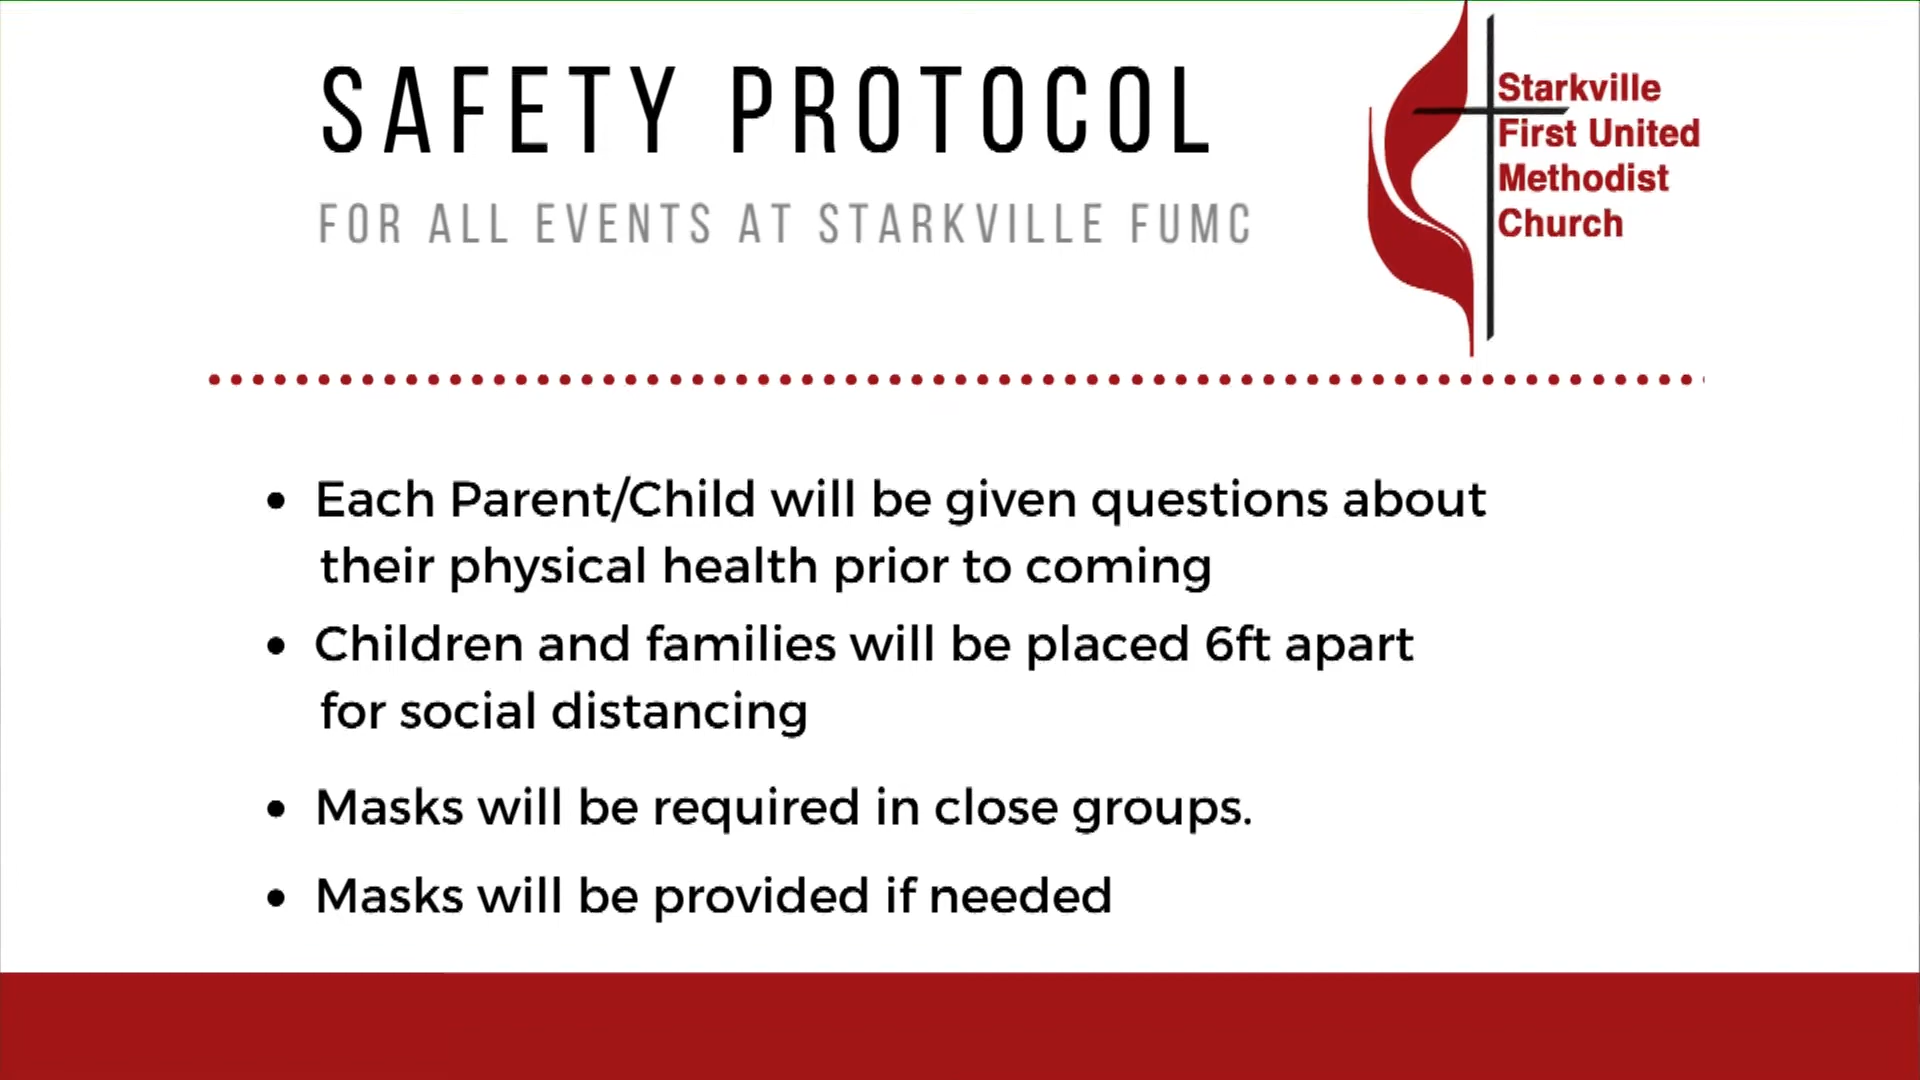 SAFETY PROTOCOL
FOR ALL EVENTS AT STARKVILLE FUMC
Starkville
First United
Methodist
Church
• Each Parent/Child will be given questions about
their physical health prior to coming
• Children and families will be placed 6ft apart
for social distancing
• Masks will be required in close groups.
• Masks will be provided if needed